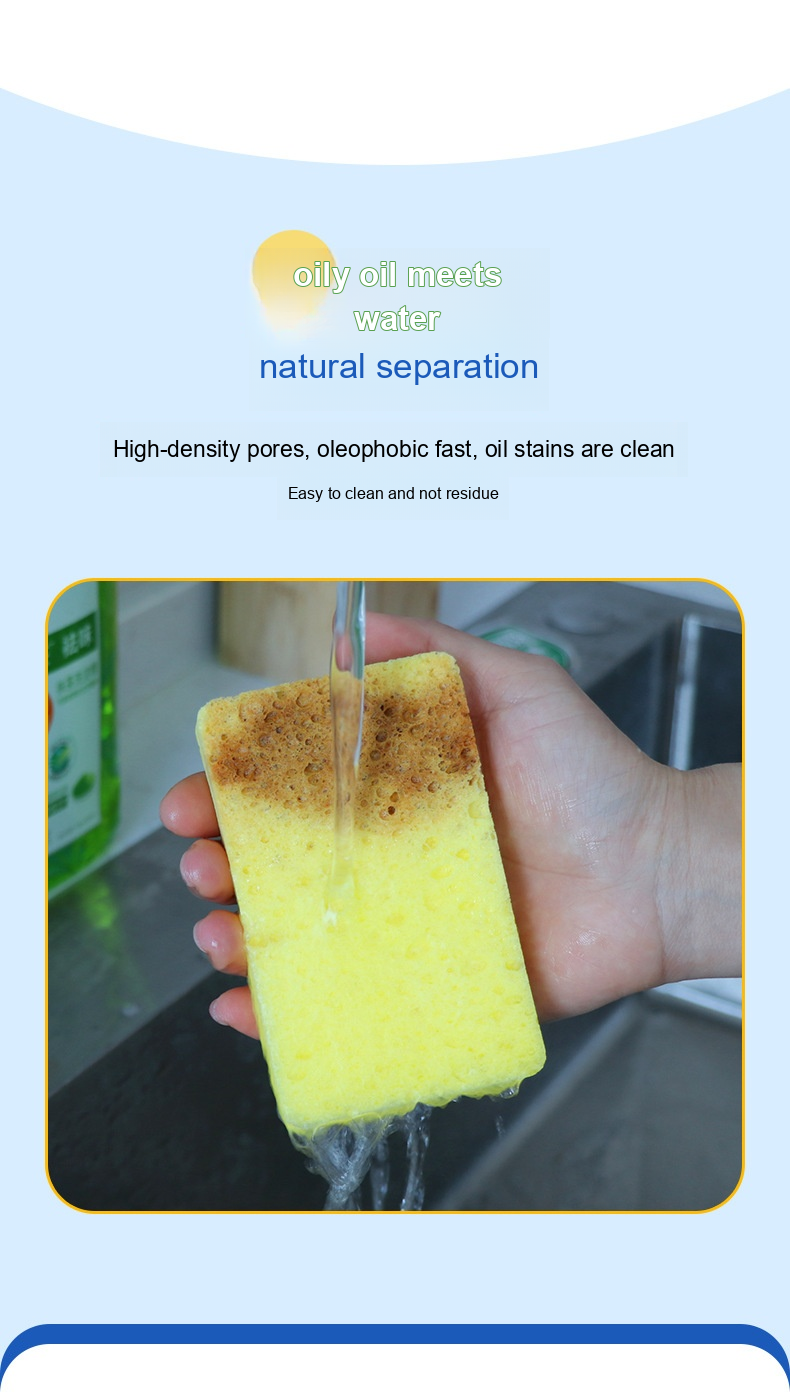 oily oil meets
water
natural separation
High-density pores, oleophobic fast, oil stains are clean
Easy to clean and not residue